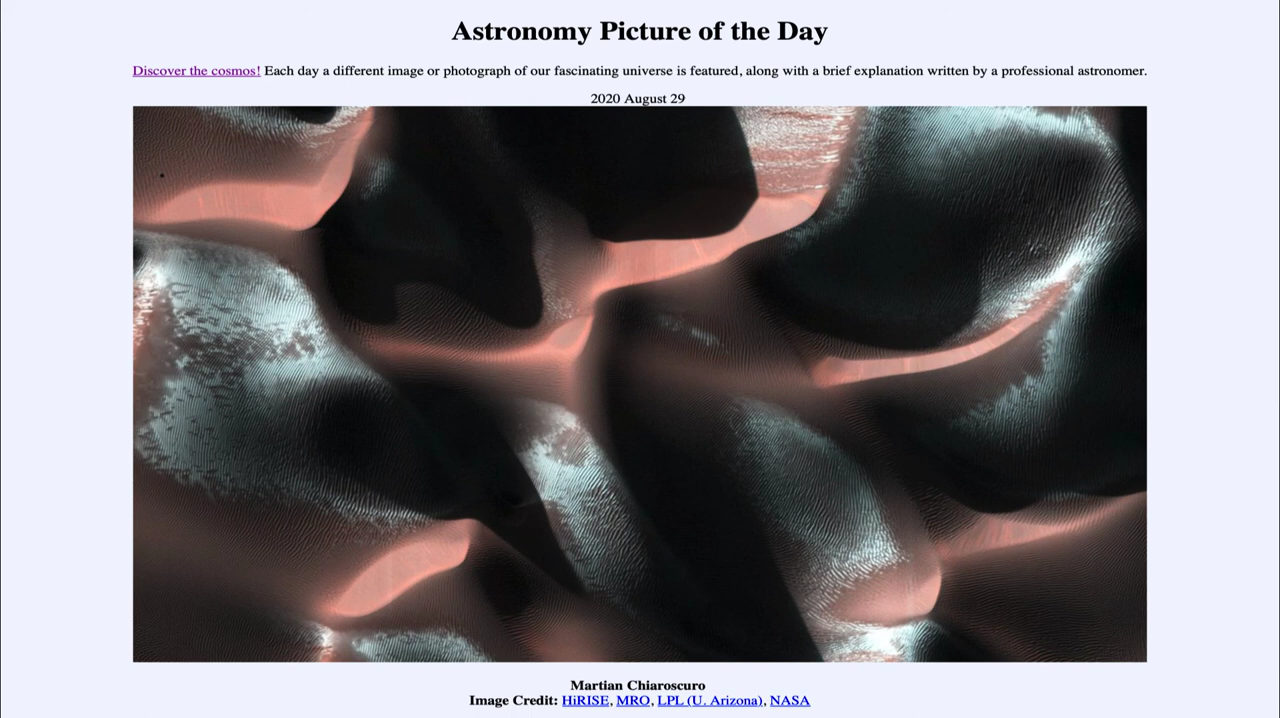 Astronomy Picture of the Day
Discover the cosmos! Each day a different image or photograph of our fascinating universe is featured, along with a brief explanation written by a professional astronomer.
2020 August 29
Martian Chiaroscuro
Image Credit: HiRISE, MRO, LPL (U. Arizona), NASA